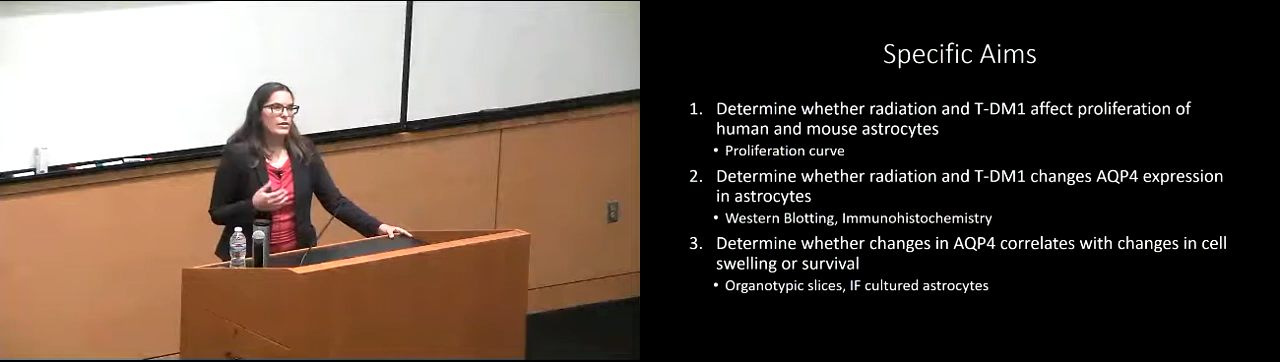 Specific Aims
1. Determine whether radiation and T-DM1 affect proliferation of
human and mouse astrocytes
• Proliferation curve
2. Determine whether radiation and T-DM1 changes AQP4 expression
in astrocytes
• Western Blotting, Immunohistochemistry
3. Determine whether changes in AQP4 correlates with changes in cell
swelling or survival
• Organotypic slices, IF cultured astrocytes